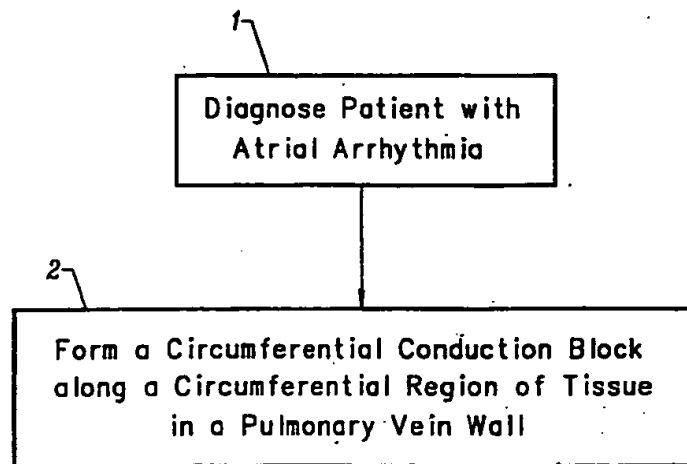 1
Diagnose Patient with
Atrial Arrhythmia
2
Form a Circumferential Conduction Block
along a Circumferential Region of Tissue
in a Pulmonary Vein Wall